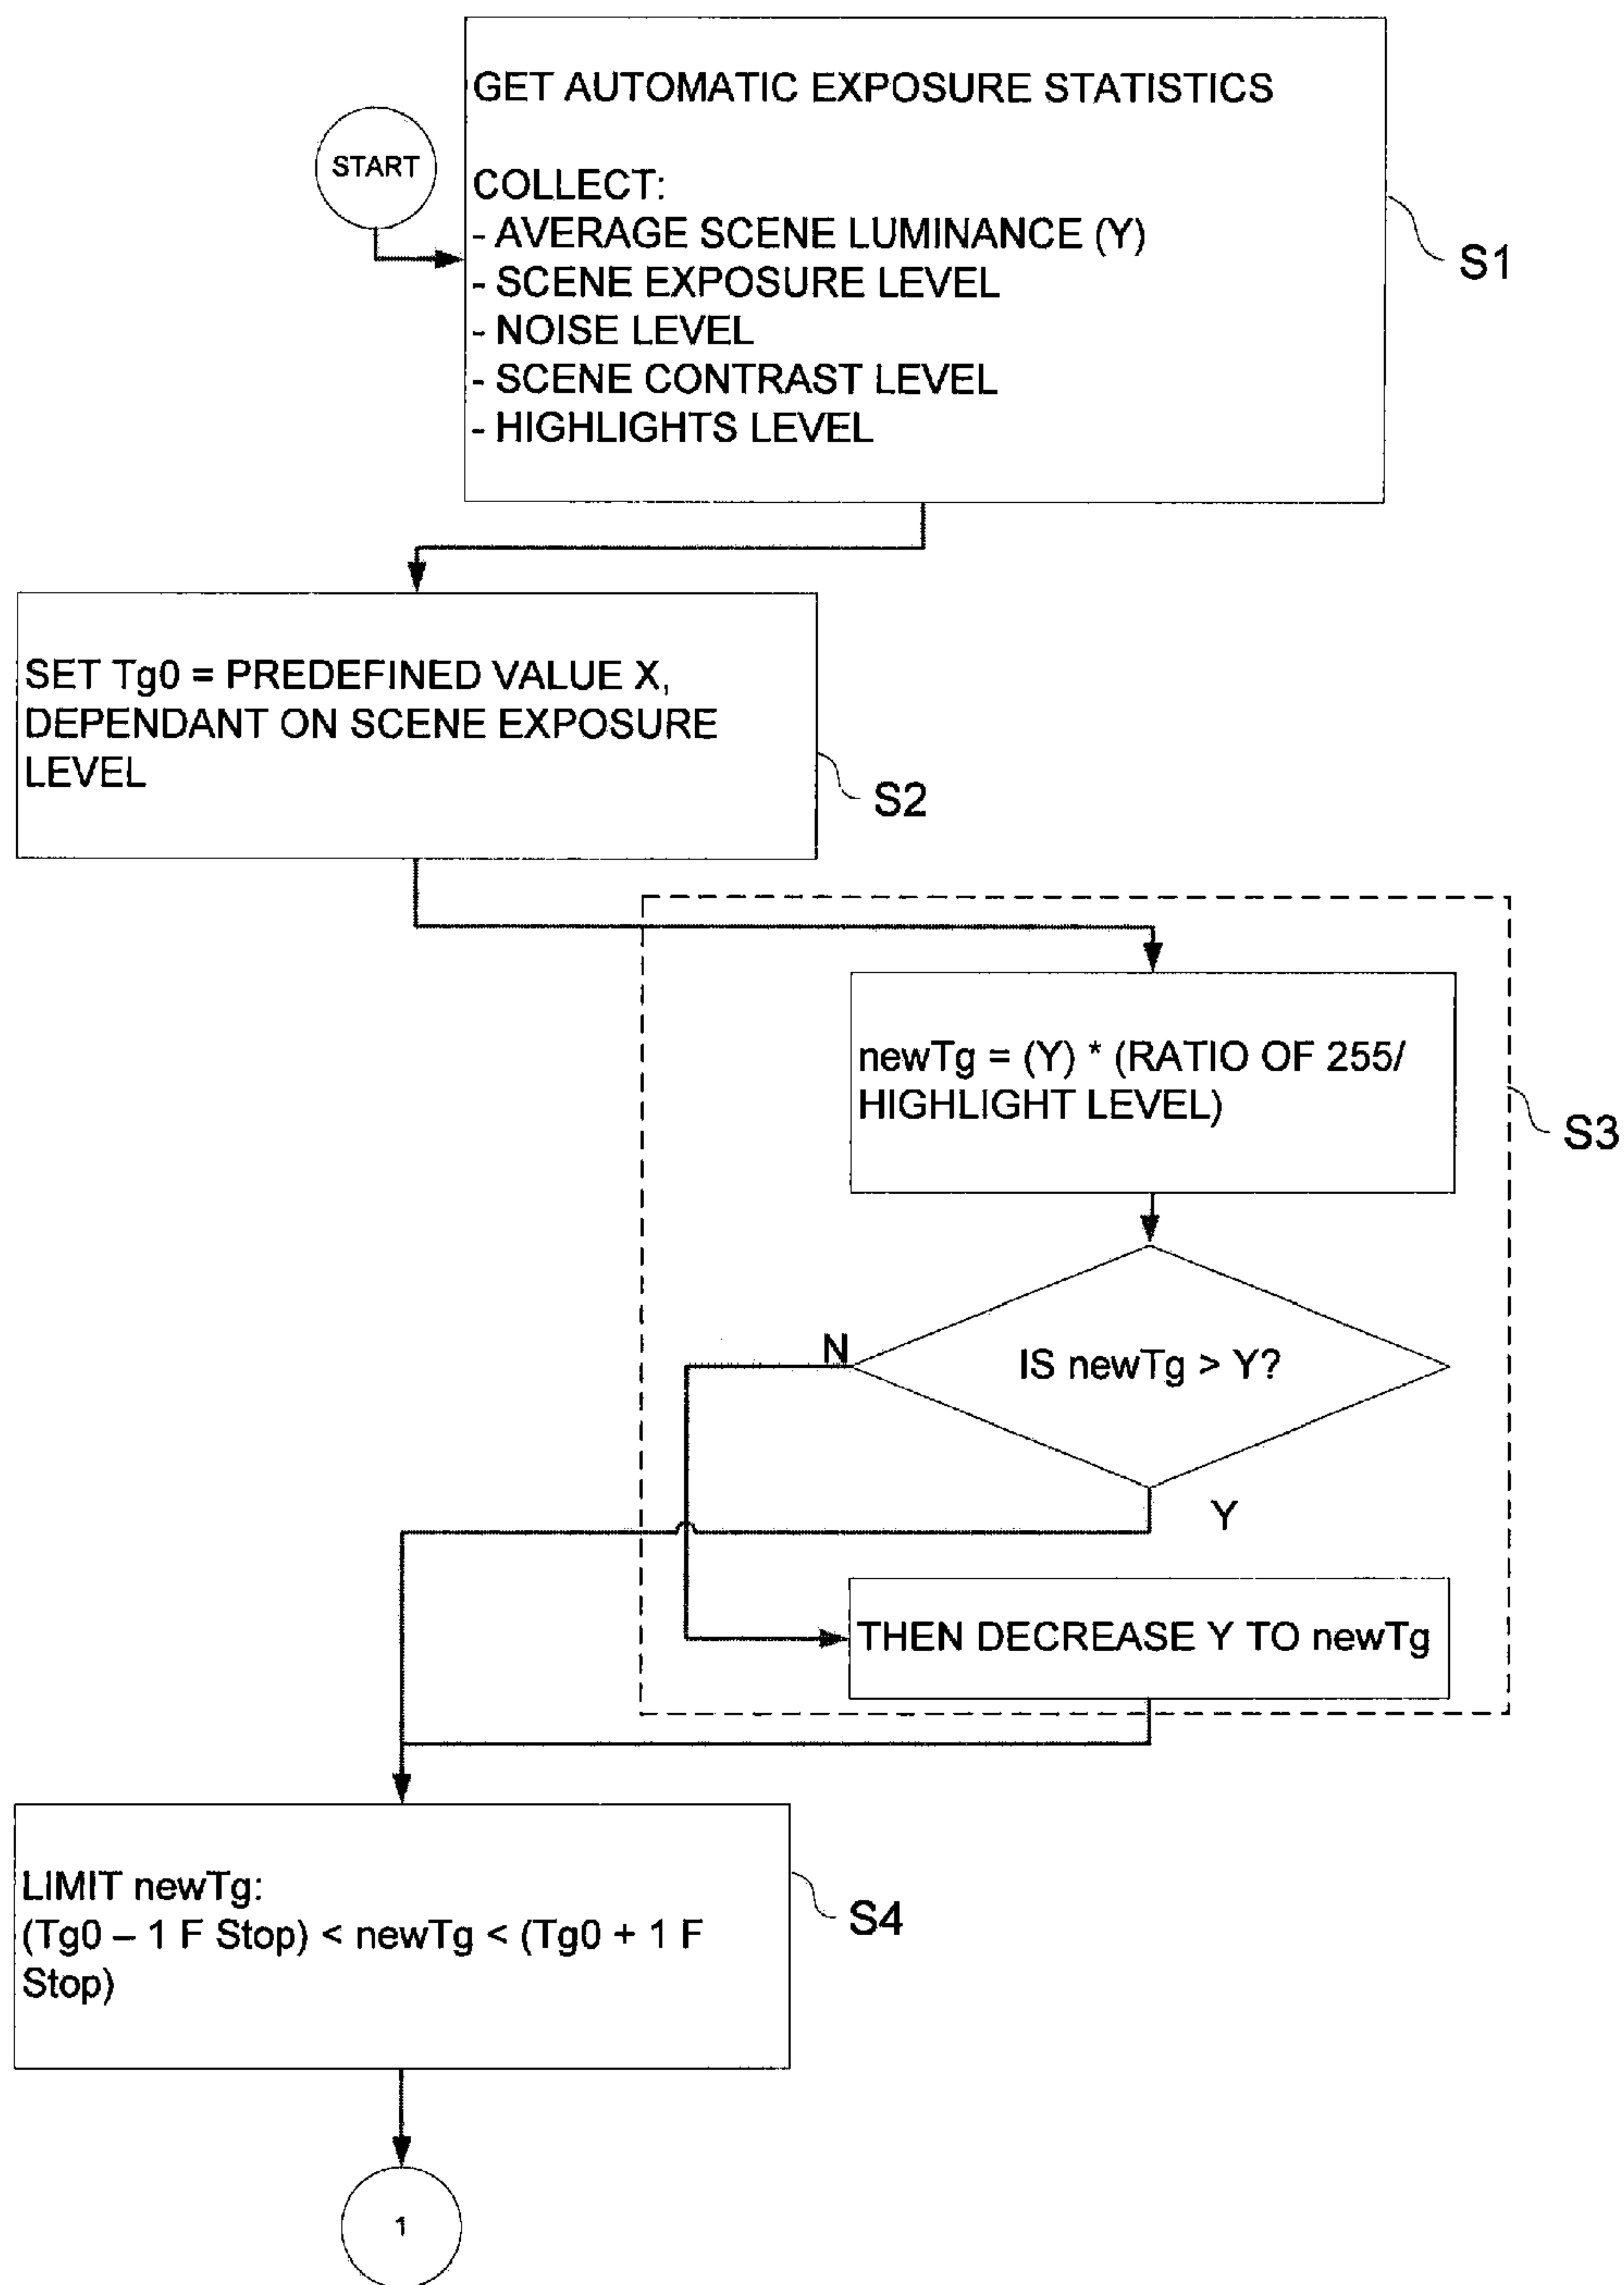 START
GET AUTOMATIC EXPOSURE STATISTICS
COLLECT:
- AVERAGE SCENE LUMINANCE (Y)
- SCENE EXPOSURE LEVEL
- NOISE LEVEL
- SCENE CONTRAST LEVEL
- HIGHLIGHTS LEVEL
S1
SET Tg0 = PREDEFINED VALUE X,
DEPENDANT ON SCENE EXPOSURE
LEVEL
S2
newTg = (Y) * (RATIO OF 255/
HIGHLIGHT LEVEL)
S3
N
IS newTg > Y?
Y
THEN DECREASE Y TO newTg
LIMIT newTg:
(Tg0 – 1 F Stop) < newTg < (Tg0 + 1 F
Stop)
S4
1